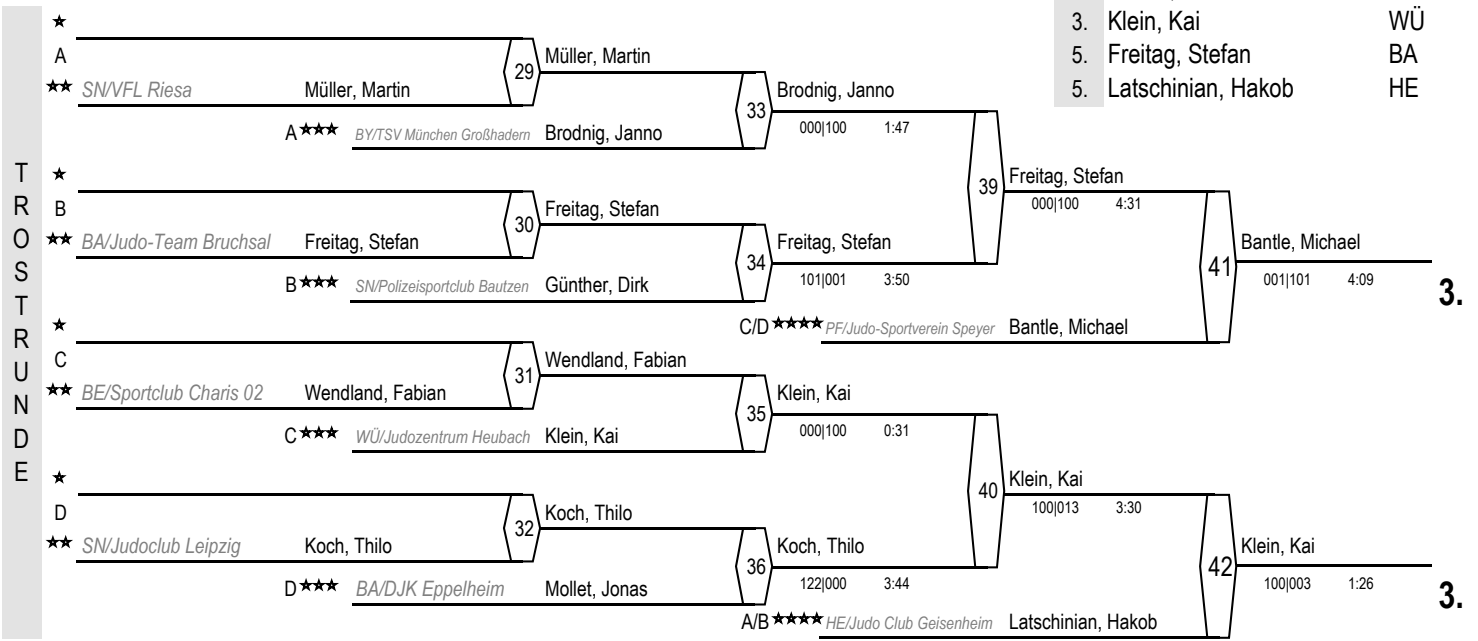 3. Klein, Kai WÜ
5. Freitag, Stefan BA
5. Latschinian, Hakob HE
TROSTRUNDE
A
SN/VFL Riesa Müller, Martin
29
Müller, Martin
A BY/TSV München Großhadern Brodnig, Janno
33
Brodnig, Janno
000|100 1:47
B
BA/Judo-Team Bruchsal Freitag, Stefan
30
Freitag, Stefan
B SN/Polizeisportclub Bautzen Günther, Dirk
34
Freitag, Stefan
101|001 3:50
39
Freitag, Stefan
000|100 4:31
C/D PF/Judo-Sportverein Speyer Bantle, Michael
41
Bantle, Michael
001|101 4:09
3.
C
BE/Sportclub Charis 02 Wendland, Fabian
31
Wendland, Fabian
C WÜ/Judozentrum Heubach Klein, Kai
35
Klein, Kai
000|100 0:31
D
SN/Judoclub Leipzig Koch, Thilo
32
Koch, Thilo
D BA/DJK Eppelheim Mollet, Jonas
36
Koch, Thilo
122|000 3:44
40
Klein, Kai
100|013 3:30
A/B HE/Judo Club Geisenheim Latschinian, Hakob
42
Klein, Kai
100|003 1:26
3.